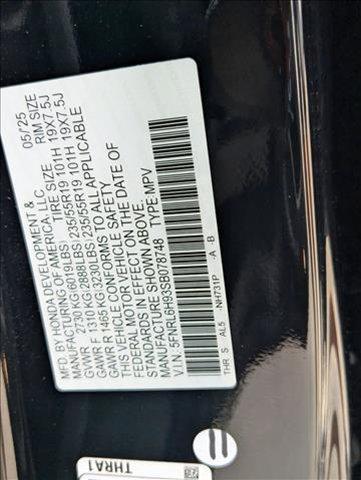 MFD. BY HONDA DEVELOPMENT & 05/25
MANUFACTURING OF AMERICA, LLC.
GVWR 2730 KG(6019LBS) TIRE RIM SIZE
GAWR F 1310 KG(2888LBS) 235/55R19 101H 19X7.5J
GAWR R 1465 KG(3230LBS) 235/55R19 101H 19X7.5J
THIS VEHICLE CONFORMS TO ALL APPLICABLE
FEDERAL MOTOR VEHICLE SAFETY
STANDARDS IN EFFECT ON THE DATE OF
MANUFACTURE SHOWN ABOVE.
V.I.N.: 5FNRL6H93SB078748 TYPE:MPV
THR S AL5 -NH731P -A -B
11
THRA1